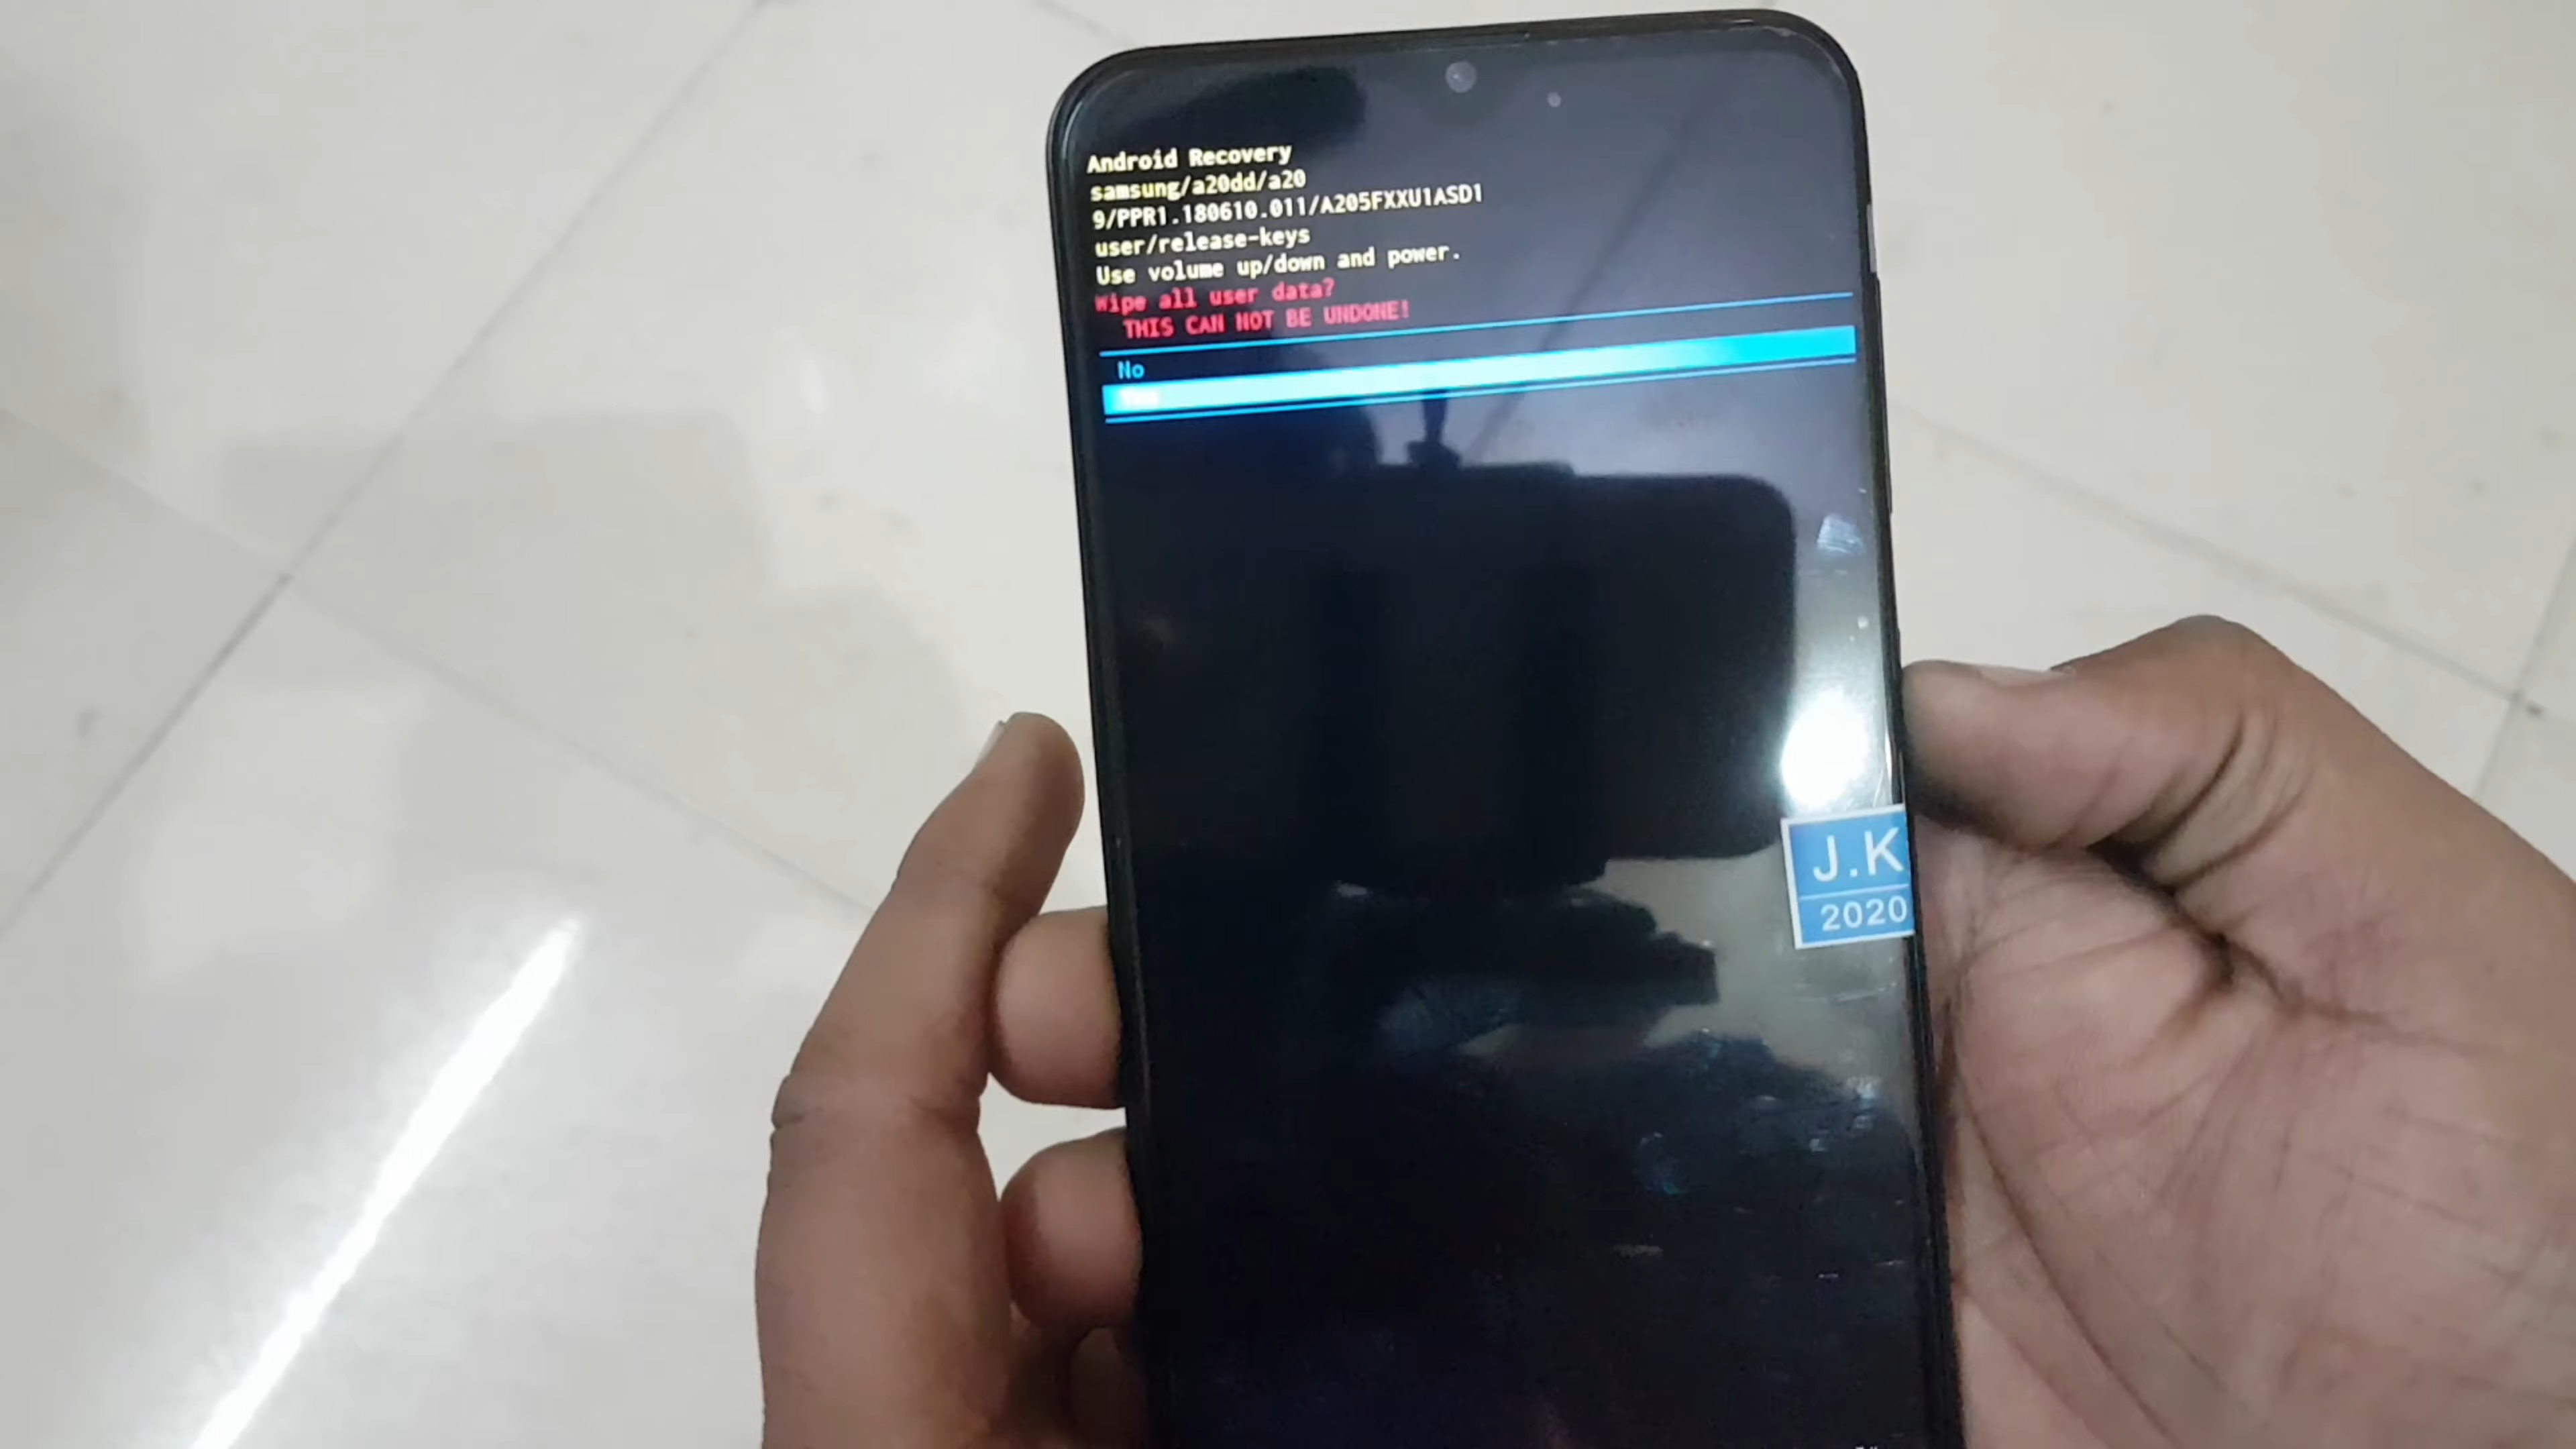 Android Recovery
samsung/a20dd/a20
9/PPR1.180610.011/A205FXXU1ASD1
user/release-keys
Use volume up/down and power.
Wipe all user data?
THIS CAN NOT BE UNDONE!
No
Yes
J.K
2020